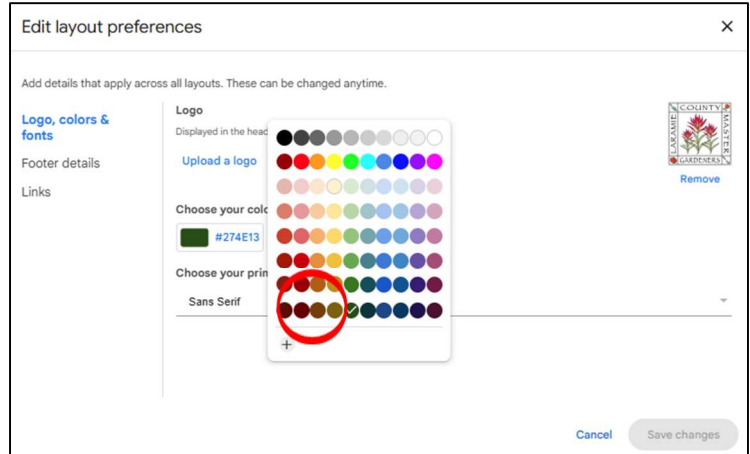 Edit layout preferences
Add details that apply across all layouts. These can be changed anytime.
Logo, colors &
fonts
Footer details
Links
Logo
Displayed in the head
Upload a logo
COUNTY
LARAMIE
MASTER
GARDENERS
Remove
Choose your colo
#274E13
Choose your prin
Sans Serif
Cancel
Save changes